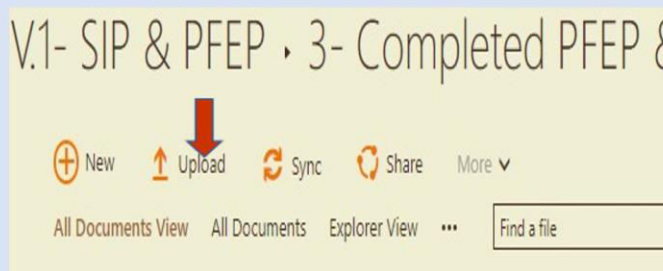 V.1- SIP & PFEP ‣ 3- Completed PFEP &
New Upload Sync Share More
All Documents View All Documents Explorer View ••• Find a file